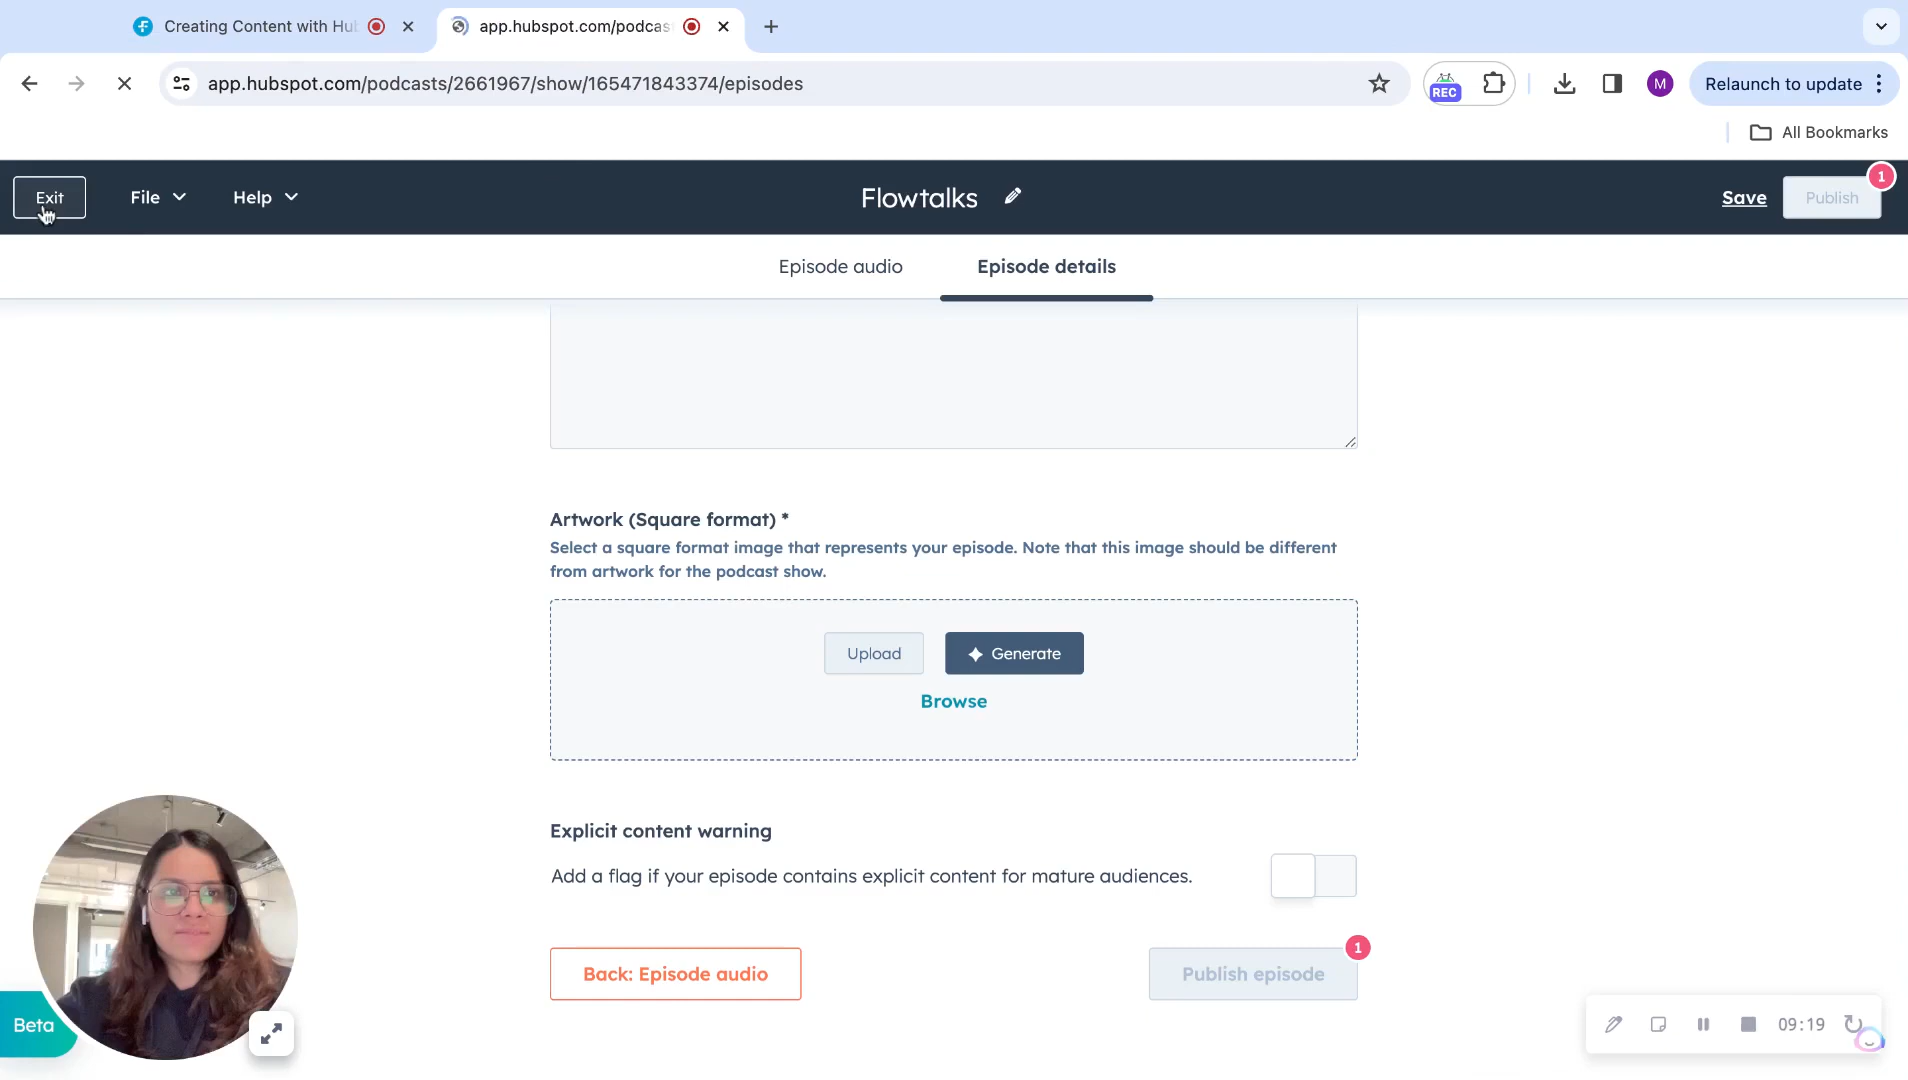 Creating Content with Hub
app.hubspot.com/podcas
app.hubspot.com/podcasts/2661967/show/165471843374/episodes
REC
M
Relaunch to update
All Bookmarks
Exit
File
Help
Flowtalks
Save
Publish
1
Episode audio
Episode details
Artwork (Square format) *
Select a square format image that represents your episode. Note that this image should be different
from artwork for the podcast show.
Upload
Generate
Browse
Explicit content warning
Add a flag if your episode contains explicit content for mature audiences.
Back: Episode audio
Publish episode
1
Beta
09:19